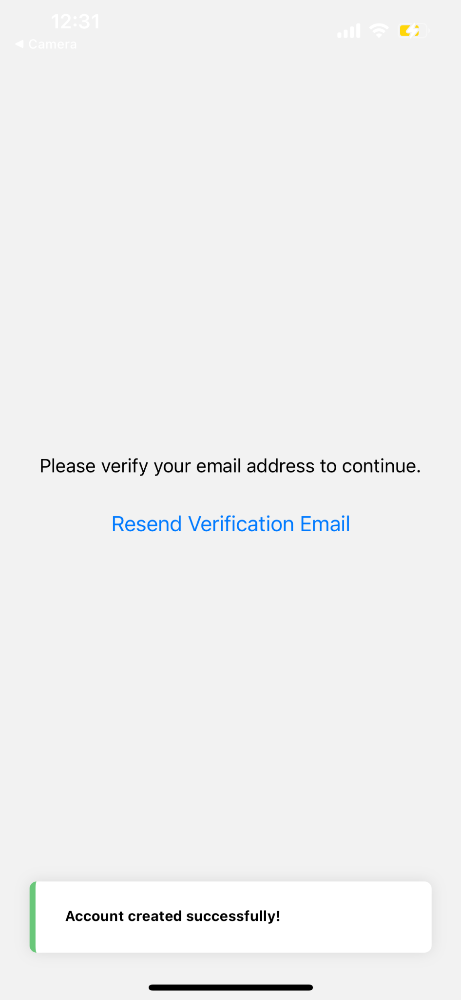 12:31
◀ Camera
Please verify your email address to continue.
Resend Verification Email
Account created successfully!